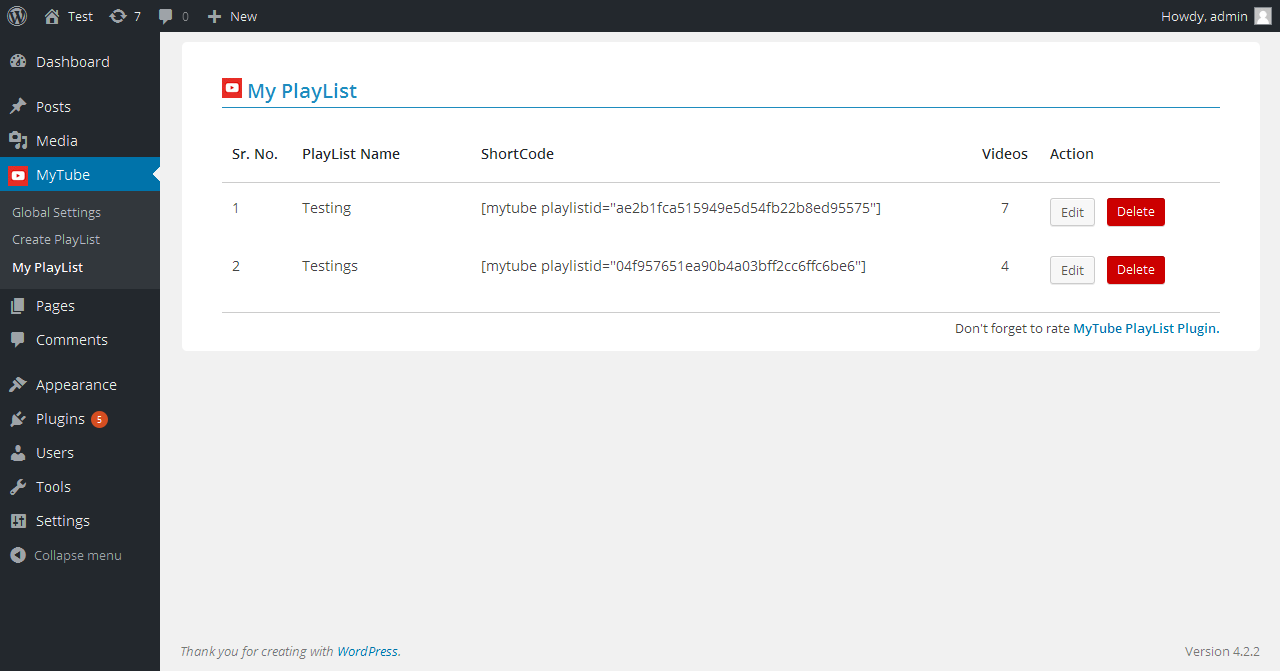 Test 7 0 New Howdy, admin
Dashboard
Posts
Media
MyTube
Global Settings
Create PlayList
My PlayList
Pages
Comments
Appearance
Plugins 5
Users
Tools
Settings
Collapse menu
My PlayList
Sr. No. PlayList Name ShortCode Videos Action
1 Testing [mytube playlistid="ae2b1fca515949e5d54fb22b8ed95575"] 7 Edit Delete
2 Testings [mytube playlistid="04f957651ea90b4a03bff2cc6ffc6be6"] 4 Edit Delete
Don't forget to rate MyTube PlayList Plugin.
Thank you for creating with WordPress. Version 4.2.2